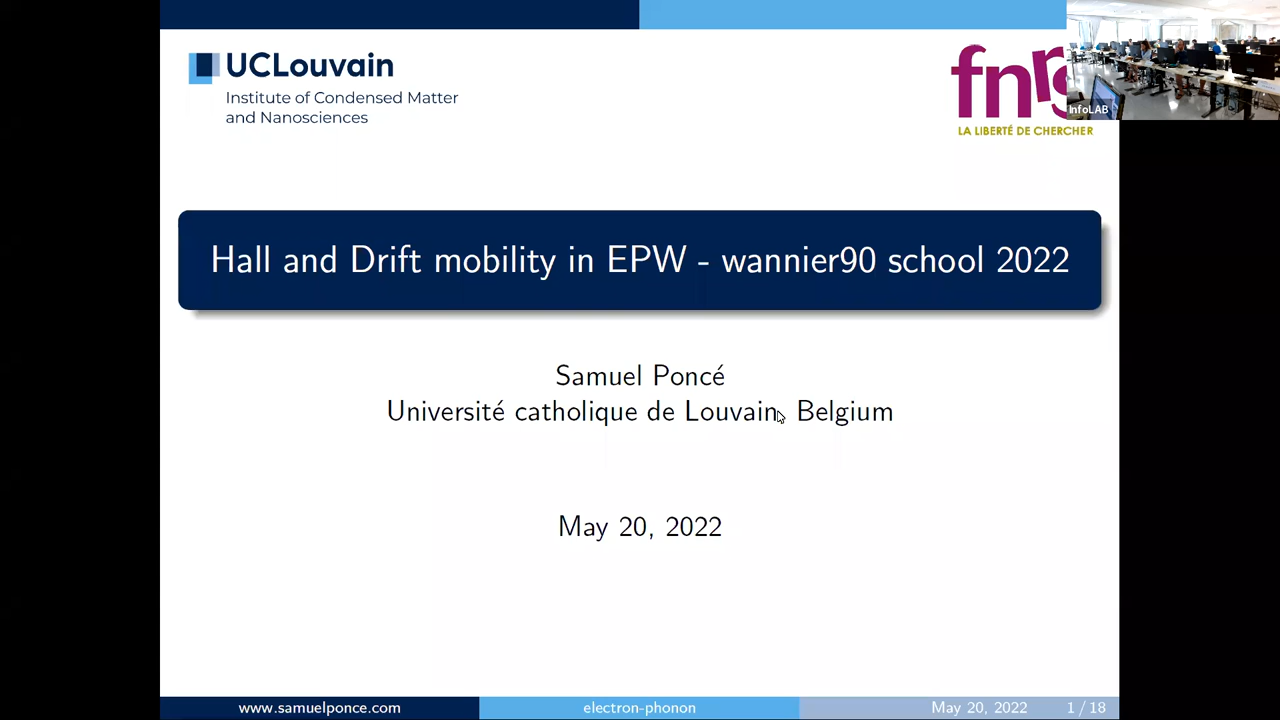 UCLouvain
Institute of Condensed Matter
and Nanosciences
fnrs
LA LIBERTÉ DE CHERCHER
InfoLAB
Hall and Drift mobility in EPW - wannier90 school 2022
Samuel Poncé
Université catholique de Louvain, Belgium
May 20, 2022
www.samuelponce.com
electron-phonon
May 20, 2022
1 / 18